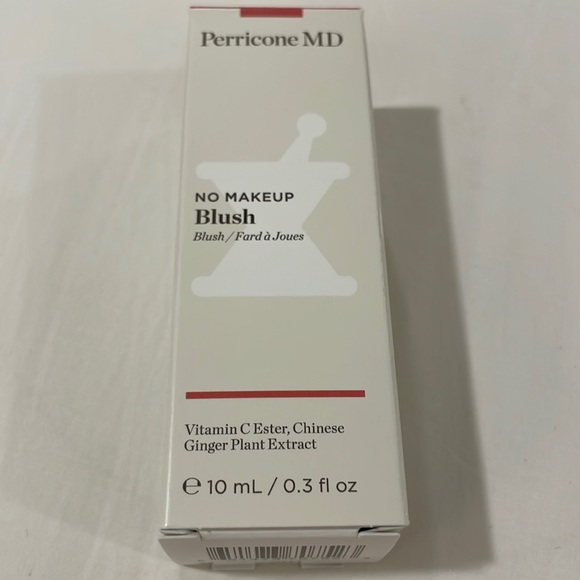 Perricone MD
NO MAKEUP
Blush
Blush / Fard à Joues
Vitamin C Ester, Chinese
Ginger Plant Extract
℮ 10 mL / 0.3 fl oz